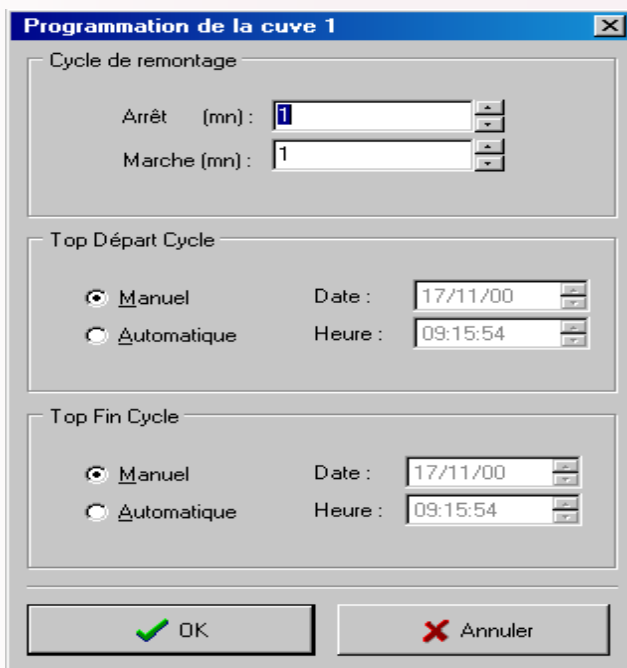 Programmation de la cuve 1
Cycle de remontage
Arrêt (mn) : 1
Marche (mn) : 1
Top Départ Cycle
Manuel Date : 17/11/00
Automatique Heure : 09:15:54
Top Fin Cycle
Manuel Date : 17/11/00
Automatique Heure : 09:15:54
OK Annuler